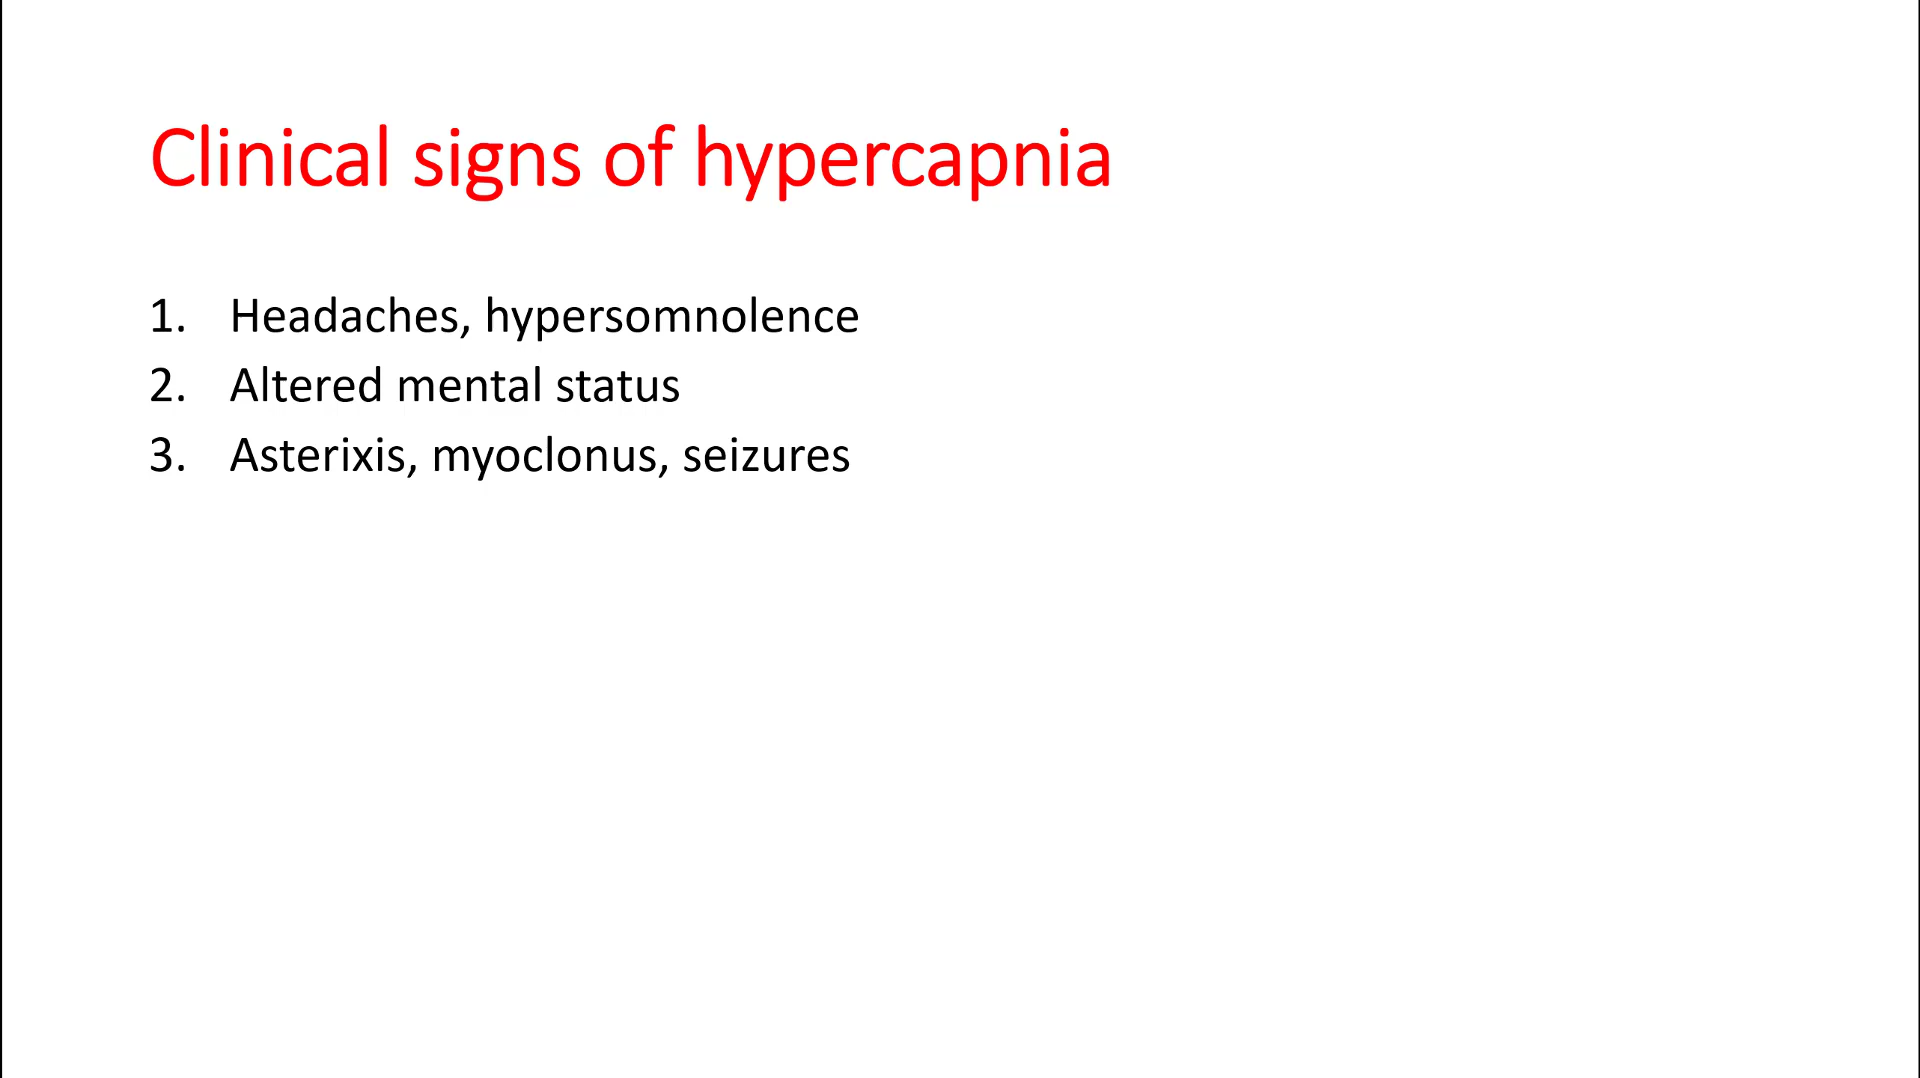 Clinical signs of hypercapnia
1. Headaches, hypersomnolence
2. Altered mental status
3. Asterixis, myoclonus, seizures